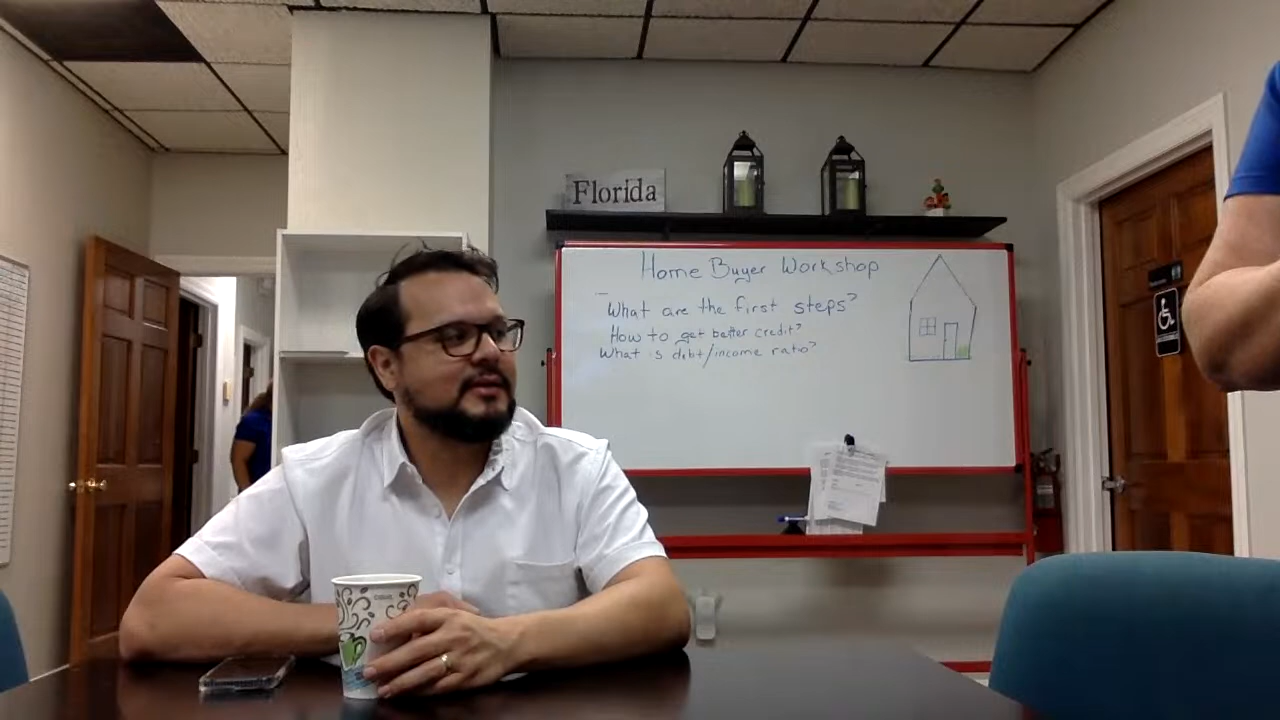 Florida
Home Buyer Workshop
What are the first steps?
How to get better credit?
What is debt/income ratio?